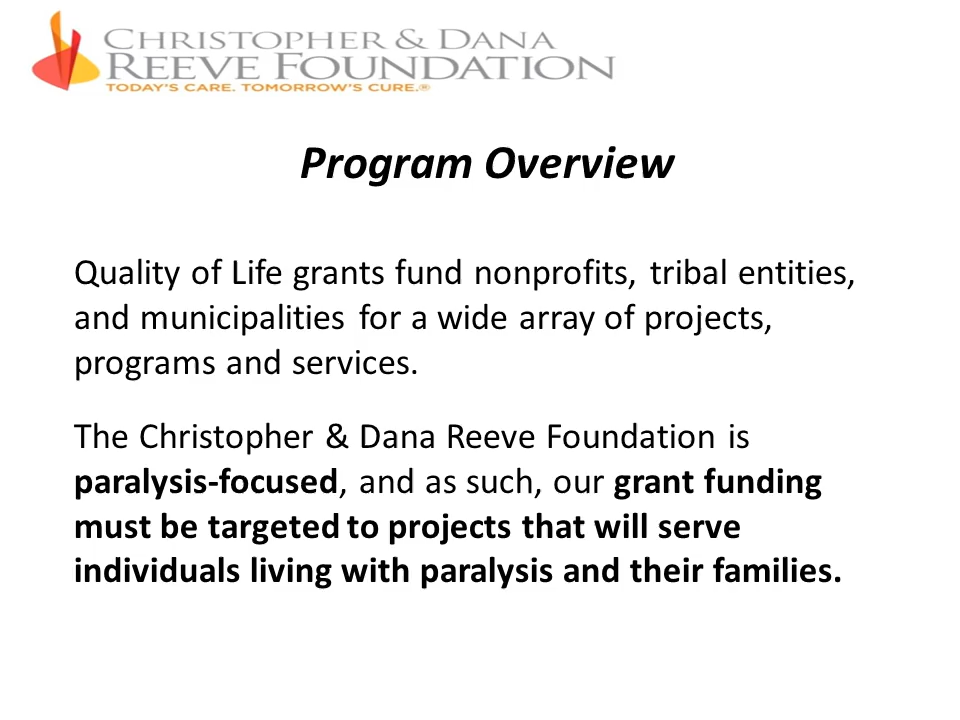 CHRISTOPHER & DANA
REEVE FOUNDATION
TODAY'S CARE. TOMORROW'S CURE.®
Program Overview
Quality of Life grants fund nonprofits, tribal entities,
and municipalities for a wide array of projects,
programs and services.
The Christopher & Dana Reeve Foundation is
paralysis-focused, and as such, our grant funding
must be targeted to projects that will serve
individuals living with paralysis and their families.